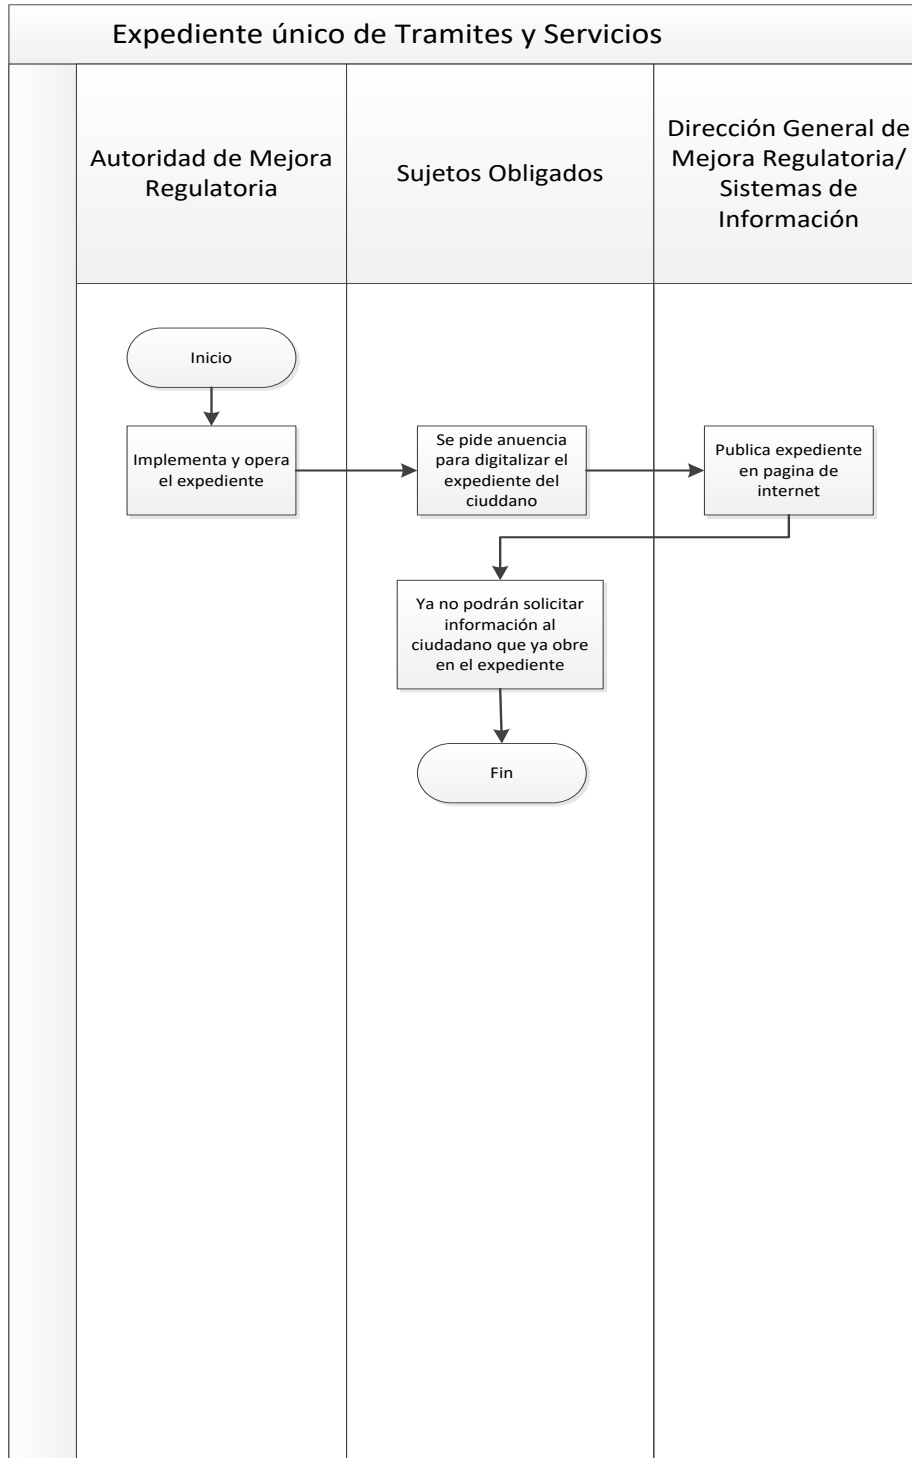 Expediente único de Tramites y Servicios
Autoridad de Mejora
Regulatoria
Sujetos Obligados
Dirección General de
Mejora Regulatoria/
Sistemas de
Información
Inicio
Implementa y opera
el expediente
Se pide anuencia
para digitalizar el
expediente del
ciuddano
Publica expediente
en pagina de
internet
Ya no podrán solicitar
información al
ciudadano que ya obre
en el expediente
Fin